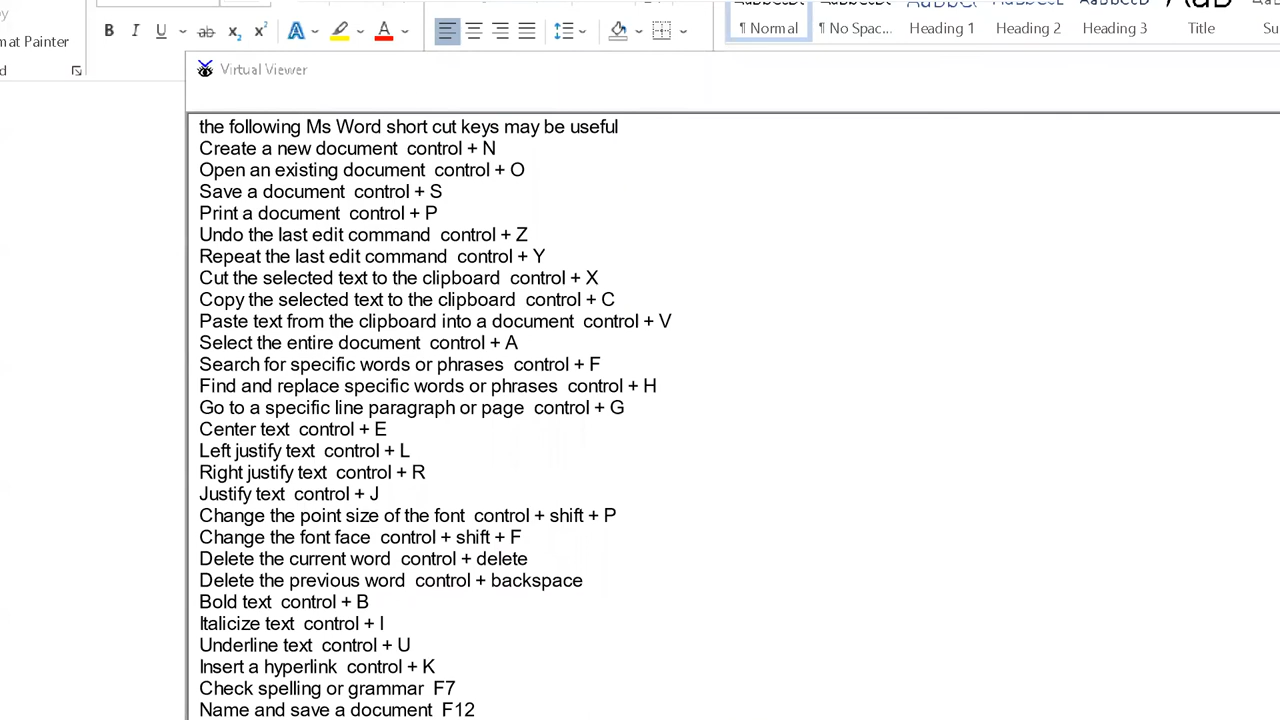 at Painter
B I U ab x₂ x² A A
¶ Normal ¶ No Spac... Heading 1 Heading 2 Heading 3 Title
Virtual Viewer
the following Ms Word short cut keys may be useful
Create a new document control + N
Open an existing document control + O
Save a document control + S
Print a document control + P
Undo the last edit command control + Z
Repeat the last edit command control + Y
Cut the selected text to the clipboard control + X
Copy the selected text to the clipboard control + C
Paste text from the clipboard into a document control + V
Select the entire document control + A
Search for specific words or phrases control + F
Find and replace specific words or phrases control + H
Go to a specific line paragraph or page control + G
Center text control + E
Left justify text control + L
Right justify text control + R
Justify text control + J
Change the point size of the font control + shift + P
Change the font face control + shift + F
Delete the current word control + delete
Delete the previous word control + backspace
Bold text control + B
Italicize text control + I
Underline text control + U
Insert a hyperlink control + K
Check spelling or grammar F7
Name and save a document F12